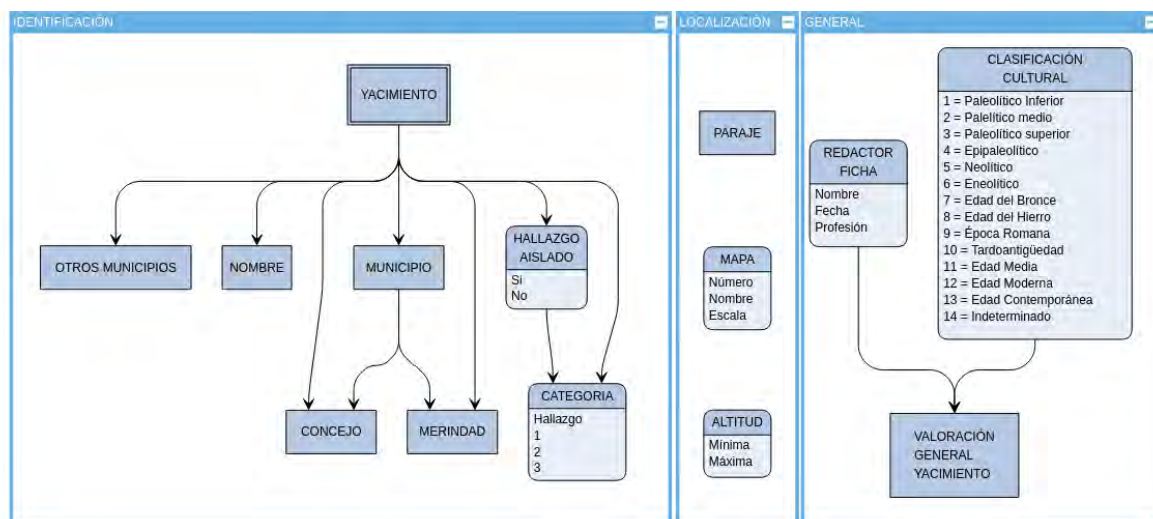 IDENTIFICACIÓN
YACIMIENTO
OTROS MUNICIPIOS
NOMBRE
MUNICIPIO
HALLAZGO
AISLADO
Si
No
CONCEJO
MERINDAD
CATEGORIA
Hallazgo
1
2
3
LOCALIZACIÓN
PARAJE
MAPA
Número
Nombre
Escala
ALTITUD
Mínima
Máxima
GENERAL
REDACTOR
FICHA
Nombre
Fecha
Profesión
CLASIFICACIÓN
CULTURAL
1 = Paleolítico Inferior
2 = Palelítico medio
3 = Paleolítico superior
4 = Epipaleolítico
5 = Neolítico
6 = Eneolítico
7 = Edad del Bronce
8 = Edad del Hierro
9 = Época Romana
10 = Tardoantigüedad
11 = Edad Media
12 = Edad Moderna
13 = Edad Contemporánea
14 = Indeterminado
VALORACIÓN
GENERAL
YACIMIENTO